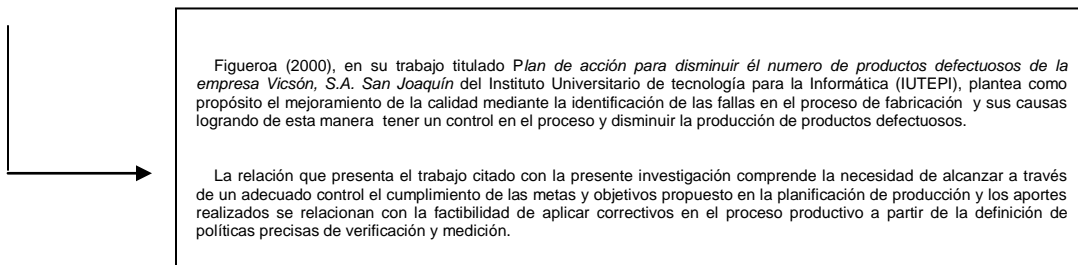 Figueroa (2000), en su trabajo titulado Plan de acción para disminuir él numero de productos defectuosos de la
empresa Vicsón, S.A. San Joaquín del Instituto Universitario de tecnología para la Informática (IUTEPI), plantea como
propósito el mejoramiento de la calidad mediante la identificación de las fallas en el proceso de fabricación y sus causas
logrando de esta manera tener un control en el proceso y disminuir la producción de productos defectuosos.
La relación que presenta el trabajo citado con la presente investigación comprende la necesidad de alcanzar a través
de un adecuado control el cumplimiento de las metas y objetivos propuesto en la planificación de producción y los aportes
realizados se relacionan con la factibilidad de aplicar correctivos en el proceso productivo a partir de la definición de
políticas precisas de verificación y medición.